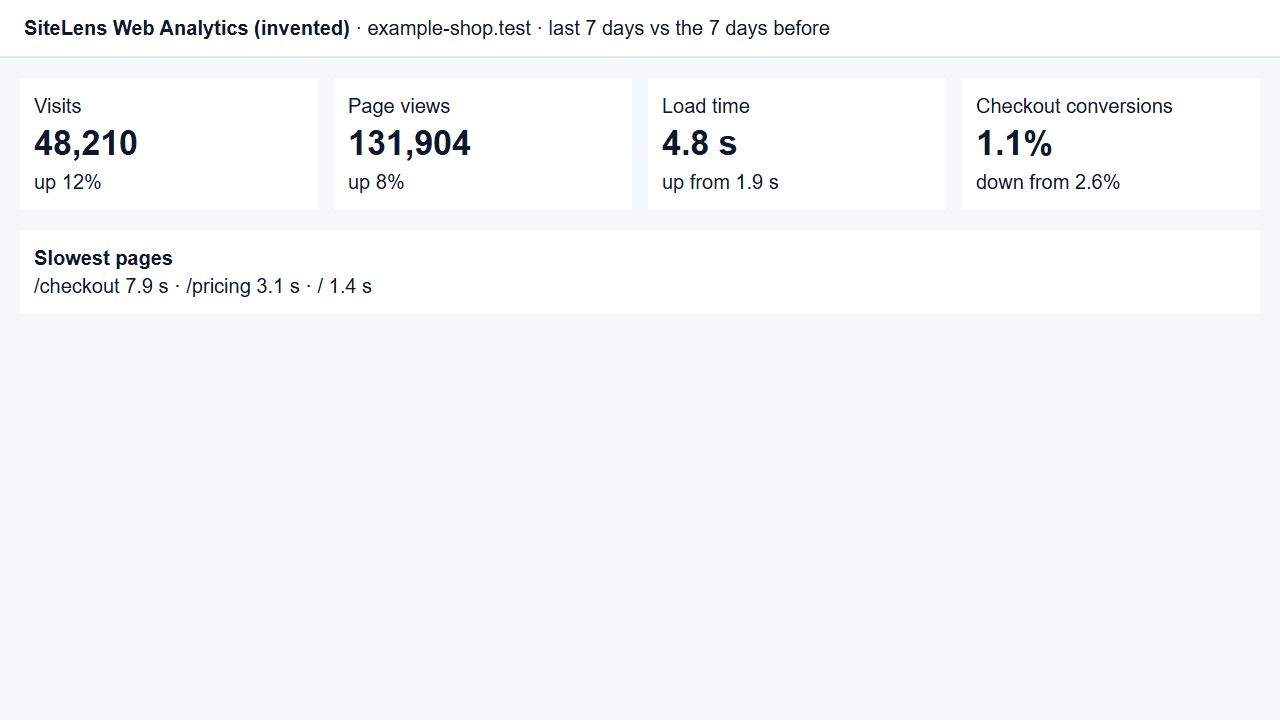 SiteLens Web Analytics (invented) · example-shop.test · last 7 days vs the 7 days before
Visits
48,210
up 12%
Page views
131,904
up 8%
Load time
4.8 s
up from 1.9 s
Checkout conversions
1.1%
down from 2.6%
Slowest pages
/checkout 7.9 s · /pricing 3.1 s · / 1.4 s